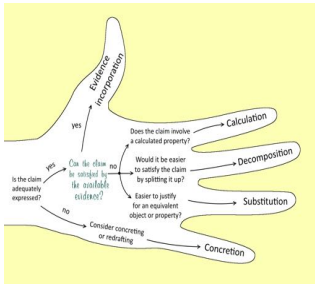 Evidence
incorporation
yes
Does the claim involve
a calculated property?
Calculation
Would it be easier
to satisfy the claim
by splitting it up?
Decomposition
Easier to justify
for an equivalent
object or property?
Substitution
Can the claim
be satisfied by
the available
evidence?
no
yes
Is the claim
adequately
expressed?
no
Consider concreting
or redrafting
Concretion